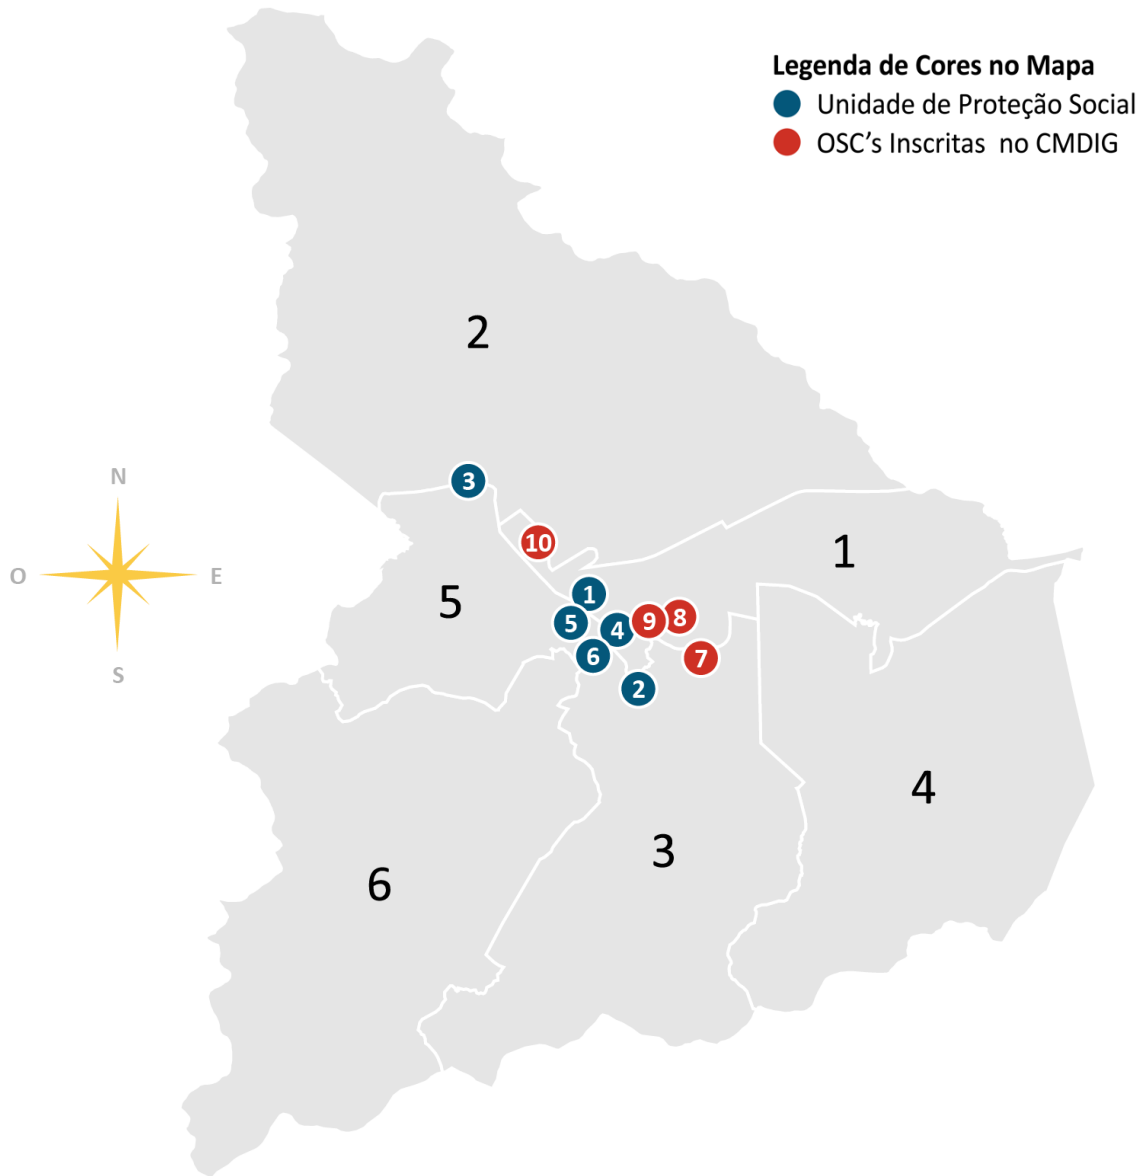 Legenda de Cores no Mapa
Unidade de Proteção Social
OSC's Inscritas no CMDIG
2
N
3
O
E
10
1
5
1
5
4
9
8
6
7
S
2
4
3
6